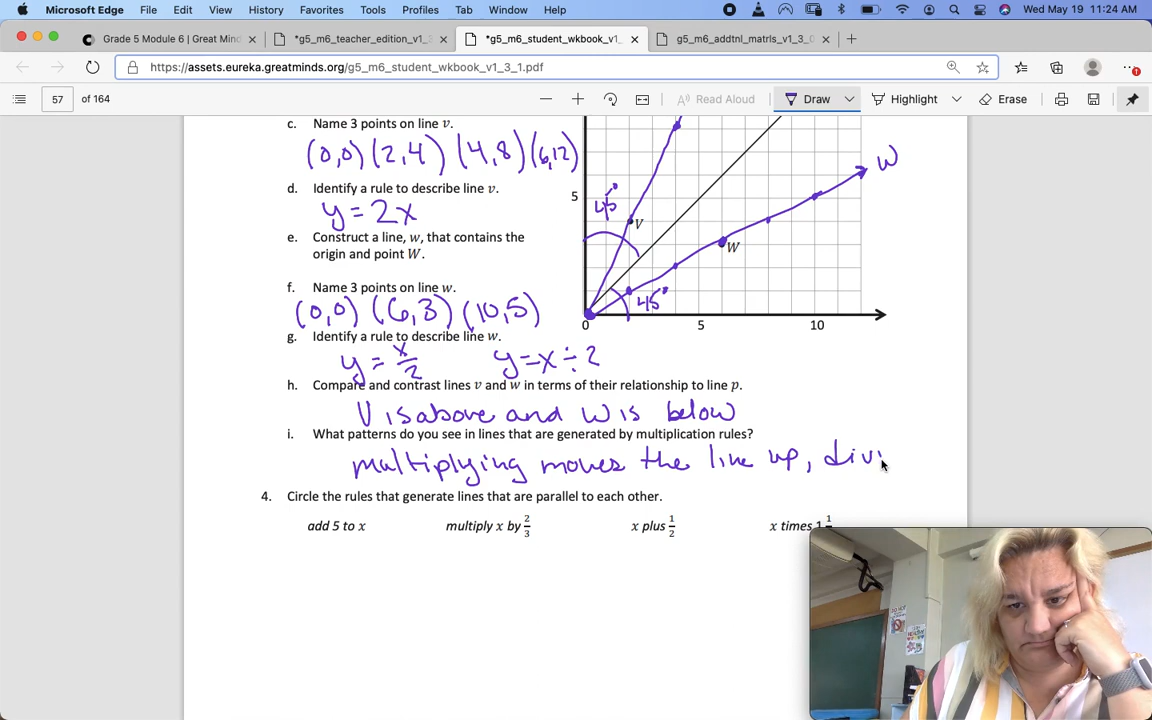 Microsoft Edge File Edit View History Favorites Tools Profiles Tab Window Help Wed May 19 11:24 AM
Grade 5 Module 6 | Great Mind *g5_m6_teacher_edition_v1_ *g5_m6_student_wkbook_v1_ g5_m6_addtnl_matrls_v1_3_0
https://assets.eureka.greatminds.org/g5_m6_student_wkbook_v1_3_1.pdf
57 of 164 Read Aloud Draw Highlight Erase
c. Name 3 points on line v.
(0,0) (2,4) (4,8) (6,12)
d. Identify a rule to describe line v.
y = 2x
e. Construct a line, w, that contains the
origin and point W.
f. Name 3 points on line w.
(0,0) (6,3) (10,5)
g. Identify a rule to describe line w.
y = x/2 y = x ÷ 2
5
45°
V
W
W
45°
0 5 10
h. Compare and contrast lines v and w in terms of their relationship to line p.
V is above and w is below
i. What patterns do you see in lines that are generated by multiplication rules?
multiplying moves the line up, divi
4. Circle the rules that generate lines that are parallel to each other.
add 5 to x multiply x by 2/3 x plus 1/2 x times